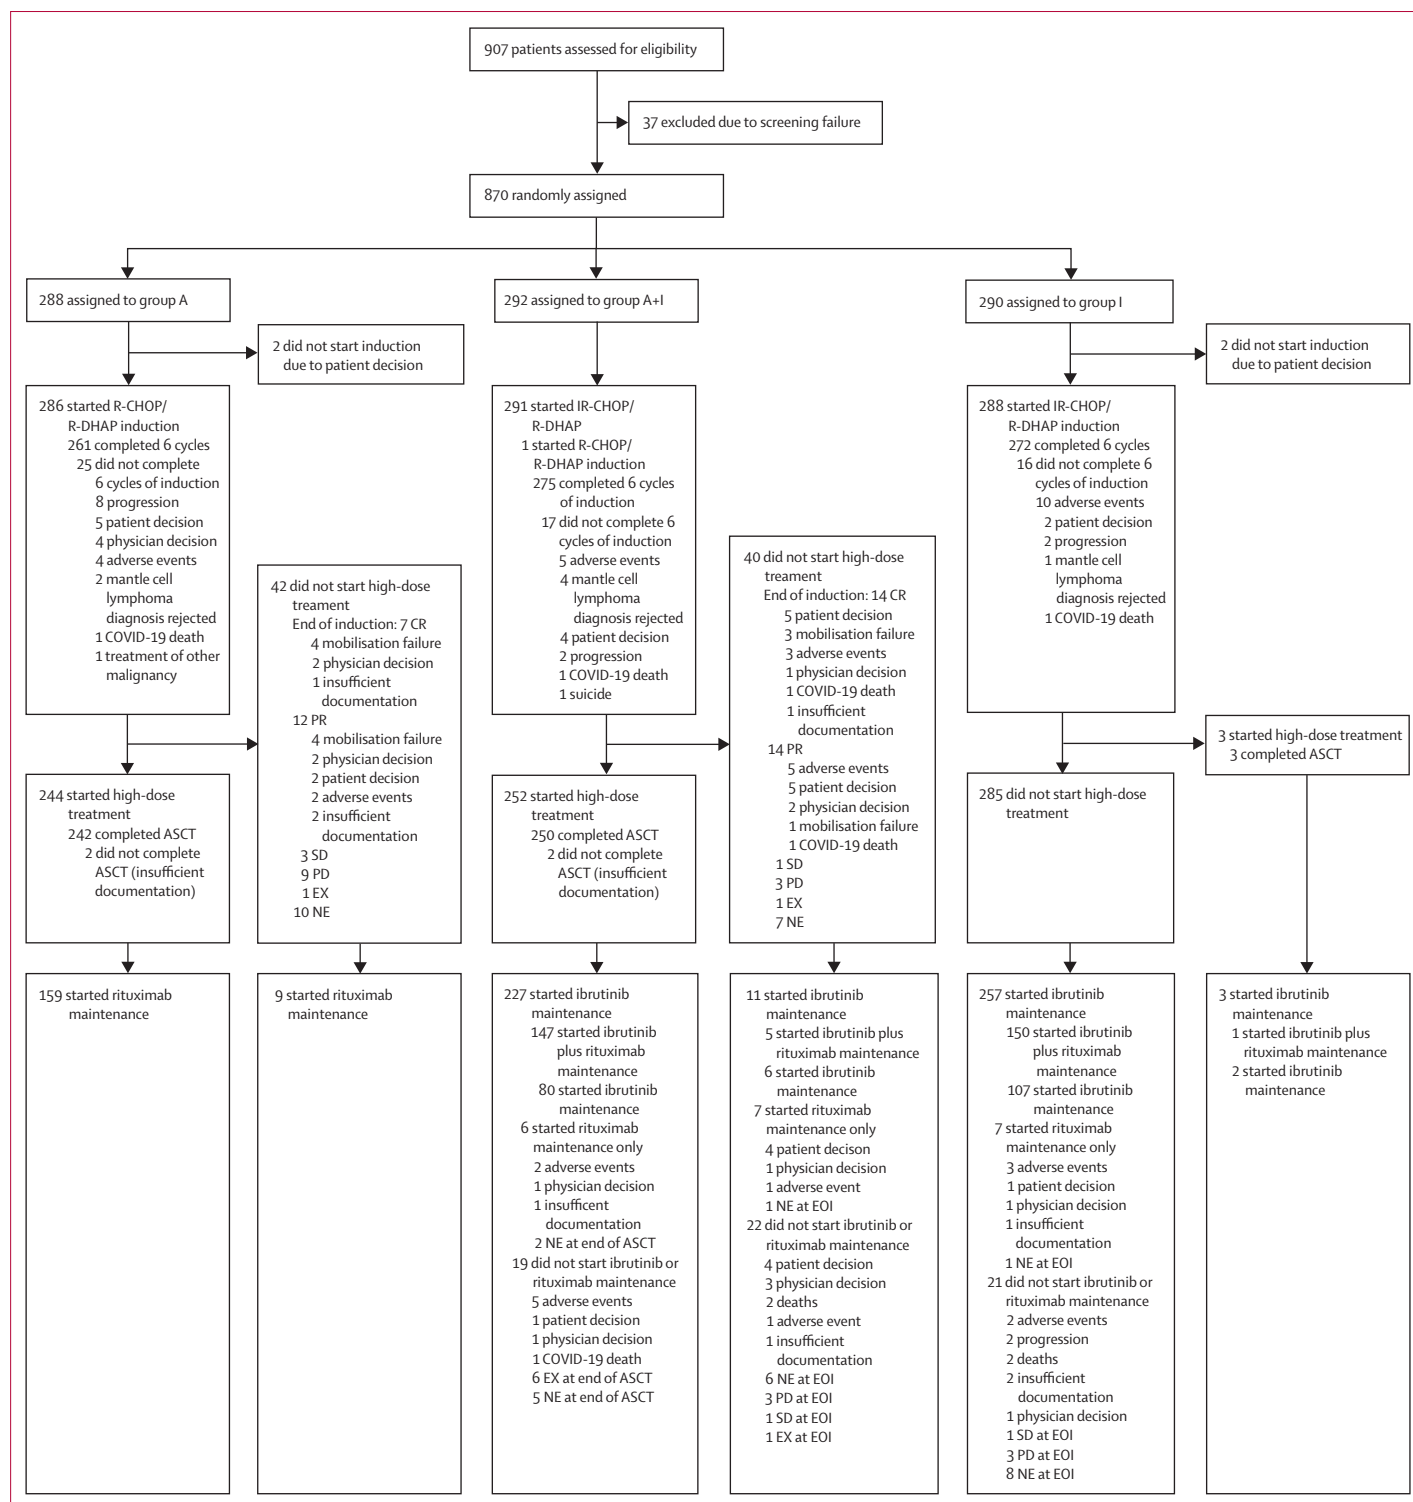 907 patients assessed for eligibility
37 excluded due to screening failure
870 randomly assigned
288 assigned to group A
292 assigned to group A+I
290 assigned to group I
2 did not start induction
due to patient decision
2 did not start induction
due to patient decision
286 started R-CHOP/
R-DHAP induction
261 completed 6 cycles
25 did not complete
6 cycles of induction
8 progression
5 patient decision
4 physician decision
4 adverse events
2 mantle cell
lymphoma
diagnosis rejected
1 COVID-19 death
1 treatment of other
malignancy
291 started IR-CHOP/
R-DHAP
1 started R-CHOP/
R-DHAP induction
275 completed 6 cycles
of induction
17 did not complete 6
cycles of induction
5 adverse events
4 mantle cell
lymphoma
diagnosis rejected
4 patient decision
2 progression
1 COVID-19 death
1 suicide
288 started IR-CHOP/
R-DHAP induction
272 completed 6 cycles
16 did not complete 6
cycles of induction
10 adverse events
2 patient decision
2 progression
1 mantle cell
lymphoma
diagnosis rejected
1 COVID-19 death
42 did not start high-dose
treament
End of induction: 7 CR
4 mobilisation failure
2 physician decision
1 insufficient
documentation
12 PR
4 mobilisation failure
2 physician decision
2 patient decision
2 adverse events
2 insufficient
documentation
3 SD
9 PD
1 EX
10 NE
40 did not start high-dose
treament
End of induction: 14 CR
5 patient decision
3 mobilisation failure
3 adverse events
1 physician decision
1 COVID-19 death
1 insufficient
documentation
14 PR
5 adverse events
5 patient decision
2 physician decision
1 mobilisation failure
1 COVID-19 death
1 SD
3 PD
1 EX
7 NE
3 started high-dose treatment
3 completed ASCT
244 started high-dose
treatment
242 completed ASCT
2 did not complete
ASCT (insufficient
documentation)
252 started high-dose
treatment
250 completed ASCT
2 did not complete
ASCT (insufficient
documentation)
285 did not start high-dose
treatment
159 started rituximab
maintenance
9 started rituximab
maintenance
227 started ibrutinib
maintenance
147 started ibrutinib
plus rituximab
maintenance
80 started ibrutinib
maintenance
6 started rituximab
maintenance only
2 adverse events
1 physician decision
1 insufficent
documentation
2 NE at end of ASCT
19 did not start ibrutinib or
rituximab maintenance
5 adverse events
1 patient decision
1 physician decision
1 COVID-19 death
6 EX at end of ASCT
5 NE at end of ASCT
11 started ibrutinib
maintenance
5 started ibrutinib plus
rituximab maintenance
6 started ibrutinib
maintenance
7 started rituximab
maintenance only
4 patient decison
1 physician decision
1 adverse event
1 NE at EOI
22 did not start ibrutinib or
rituximab maintenance
4 patient decision
3 physician decision
2 deaths
1 adverse event
1 insufficient
documentation
6 NE at EOI
3 PD at EOI
1 SD at EOI
1 EX at EOI
257 started ibrutinib
maintenance
150 started ibrutinib
plus rituximab
maintenance
107 started ibrutinib
maintenance
7 started rituximab
maintenance only
3 adverse events
1 patient decision
1 physician decision
1 insufficient
documentation
1 NE at EOI
21 did not start ibrutinib or
rituximab maintenance
2 adverse events
2 progression
2 deaths
2 insufficient
documentation
1 physician decision
1 SD at EOI
3 PD at EOI
8 NE at EOI
3 started ibrutinib
maintenance
1 started ibrutinib plus
rituximab maintenance
2 started ibrutinib
maintenance